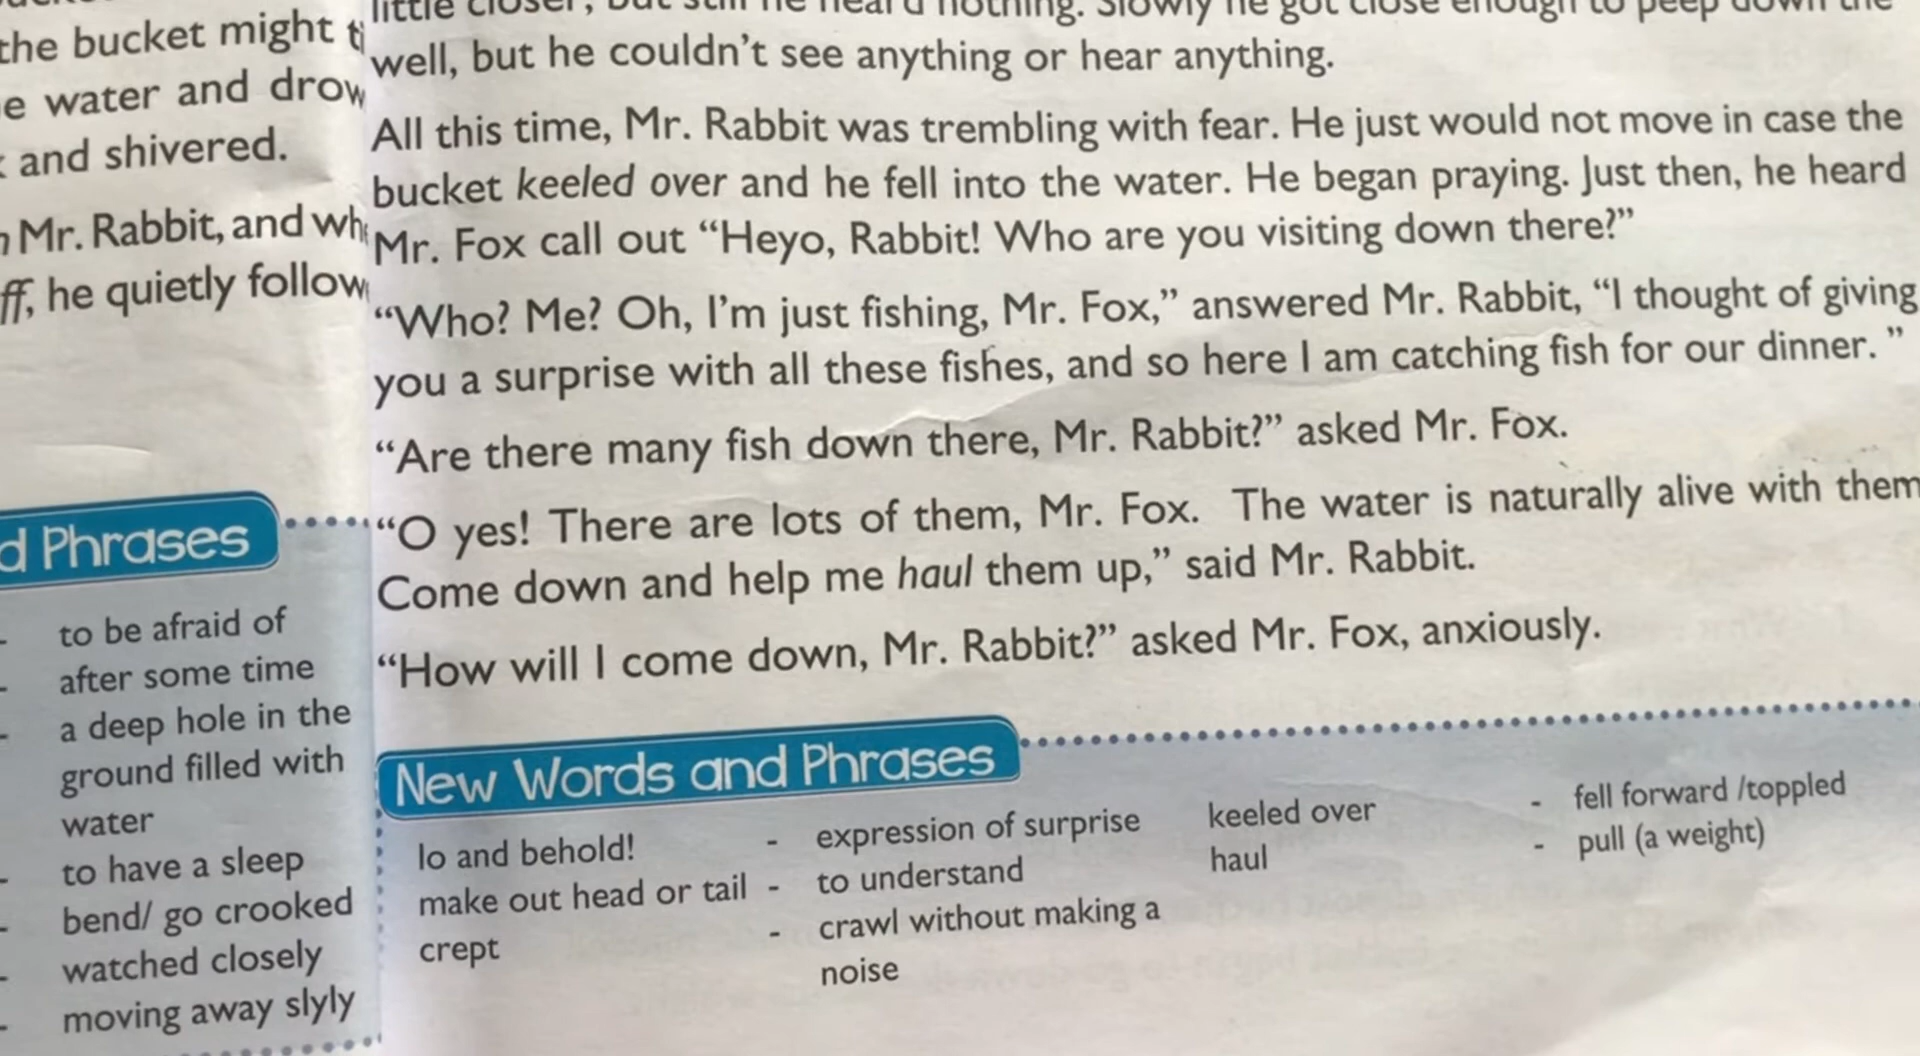 the bucket might
e water and
and shivered.
Mr. Rabbit, and
ff, he quietly
d Phrases
to be afraid of
after some time
a deep hole in the
ground filled with
water
to have a sleep
bend/ go crooked
watched closely
moving away slyly
little closer, but still he heard nothing. Slowly he got close enough to peep down the
well, but he couldn't see anything or hear anything.
All this time, Mr. Rabbit was trembling with fear. He just would not move in case the
bucket keeled over and he fell into the water. He began praying. Just then, he heard
Mr. Fox call out “Heyo, Rabbit! Who are you visiting down there?”
“Who? Me? Oh, I'm just fishing, Mr. Fox,” answered Mr. Rabbit, “I thought of giving
you a surprise with all these fishes, and so here I am catching fish for our dinner. ”
“Are there many fish down there, Mr. Rabbit?” asked Mr. Fox.
“O yes! There are lots of them, Mr. Fox. The water is naturally alive with them
Come down and help me haul them up,” said Mr. Rabbit.
“How will I come down, Mr. Rabbit?” asked Mr. Fox, anxiously.
New Words and Phrases
lo and behold! - expression of surprise
make out head or tail - to understand
crept - crawl without making a
noise
keeled over - fell forward /toppled
haul - pull (a weight)